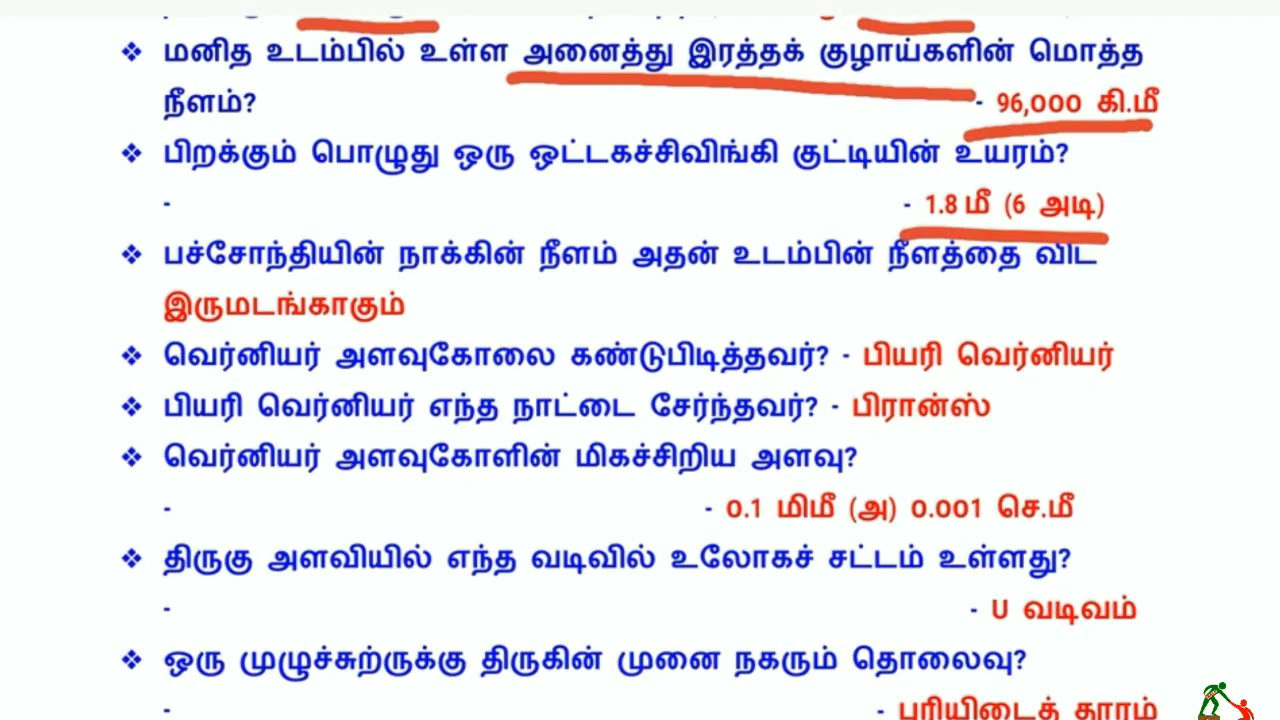 ❖ மனித உடம்பில் உள்ள அனைத்து இரத்தக் குழாய்களின் மொத்த
நீளம்? - 96,000 கி.மீ
❖ பிறக்கும் பொழுது ஒரு ஒட்டகச்சிவிங்கி குட்டியின் உயரம்?
- - 1.8 மீ (6 அடி)
❖ பச்சோந்தியின் நாக்கின் நீளம் அதன் உடம்பின் நீளத்தை விட
இருமடங்காகும்
❖ வெர்னியர் அளவுகோலை கண்டுபிடித்தவர்? - பியரி வெர்னியர்
❖ பியரி வெர்னியர் எந்த நாட்டை சேர்ந்தவர்? - பிரான்ஸ்
❖ வெர்னியர் அளவுகோளின் மிகச்சிறிய அளவு?
- - 0.1 மிமீ (அ) 0.001 செ.மீ
❖ திருகு அளவியில் எந்த வடிவில் உலோகச் சட்டம் உள்ளது?
- - U வடிவம்
❖ ஒரு முழுச்சுற்ருக்கு திருகின் முனை நகரும் தொலைவு?
- - புரியிடைத் தூரம்